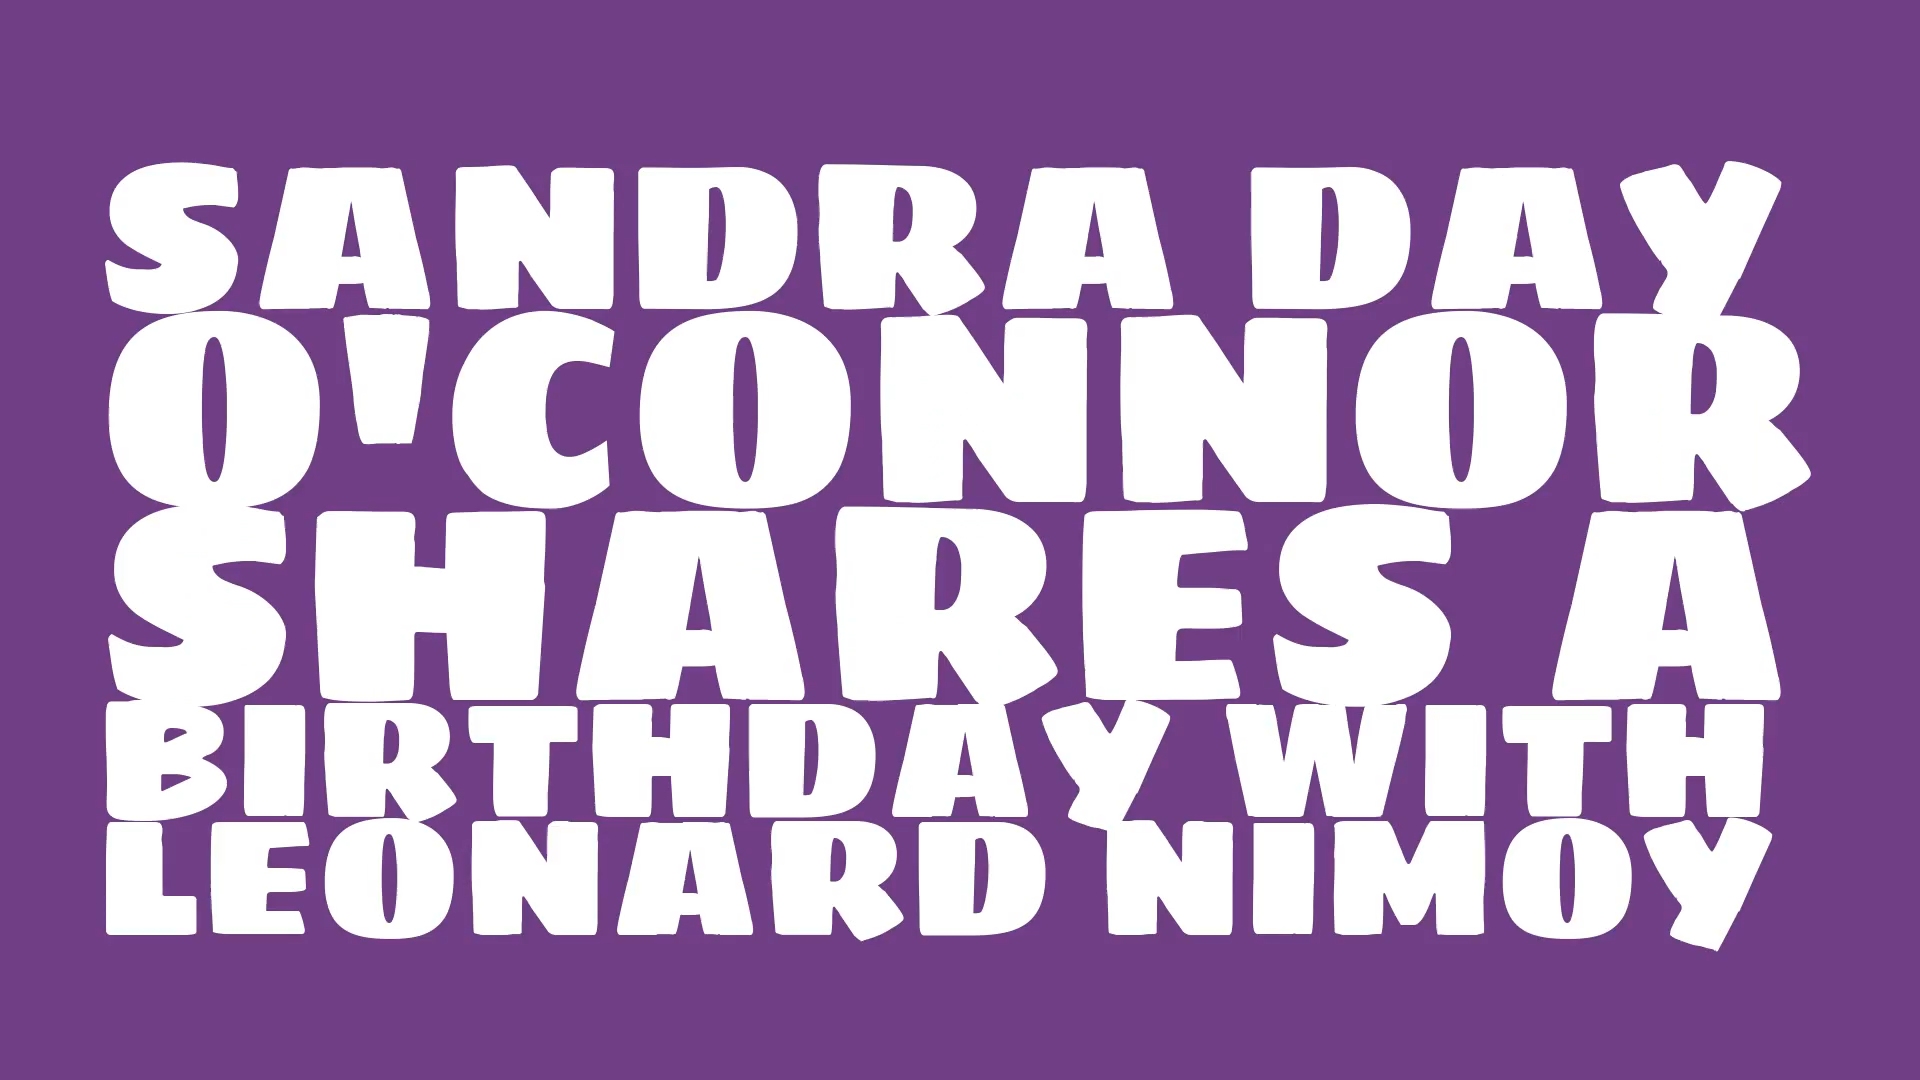 SANDRA DAY
O'CONNOR
SHARES A
BIRTHDAY WITH
LEONARD NIMOY